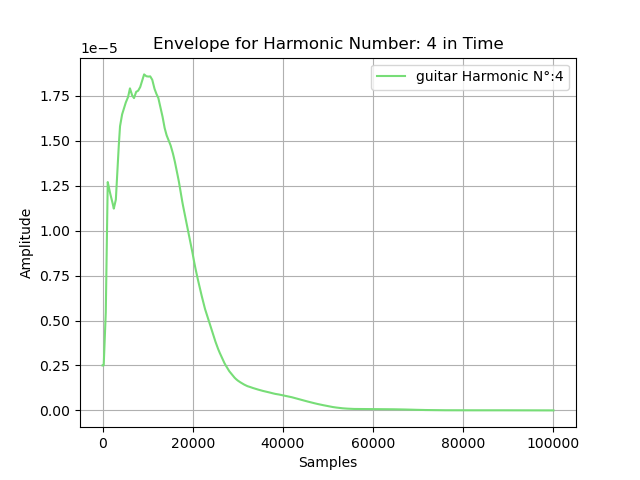 Envelope for Harmonic Number: 4 in Time
1e−5
guitar Harmonic N°:4
1.75
1.50
1.25
1.00
0.75
0.50
0.25
0.00
Amplitude
0 20000 40000 60000 80000 100000
Samples